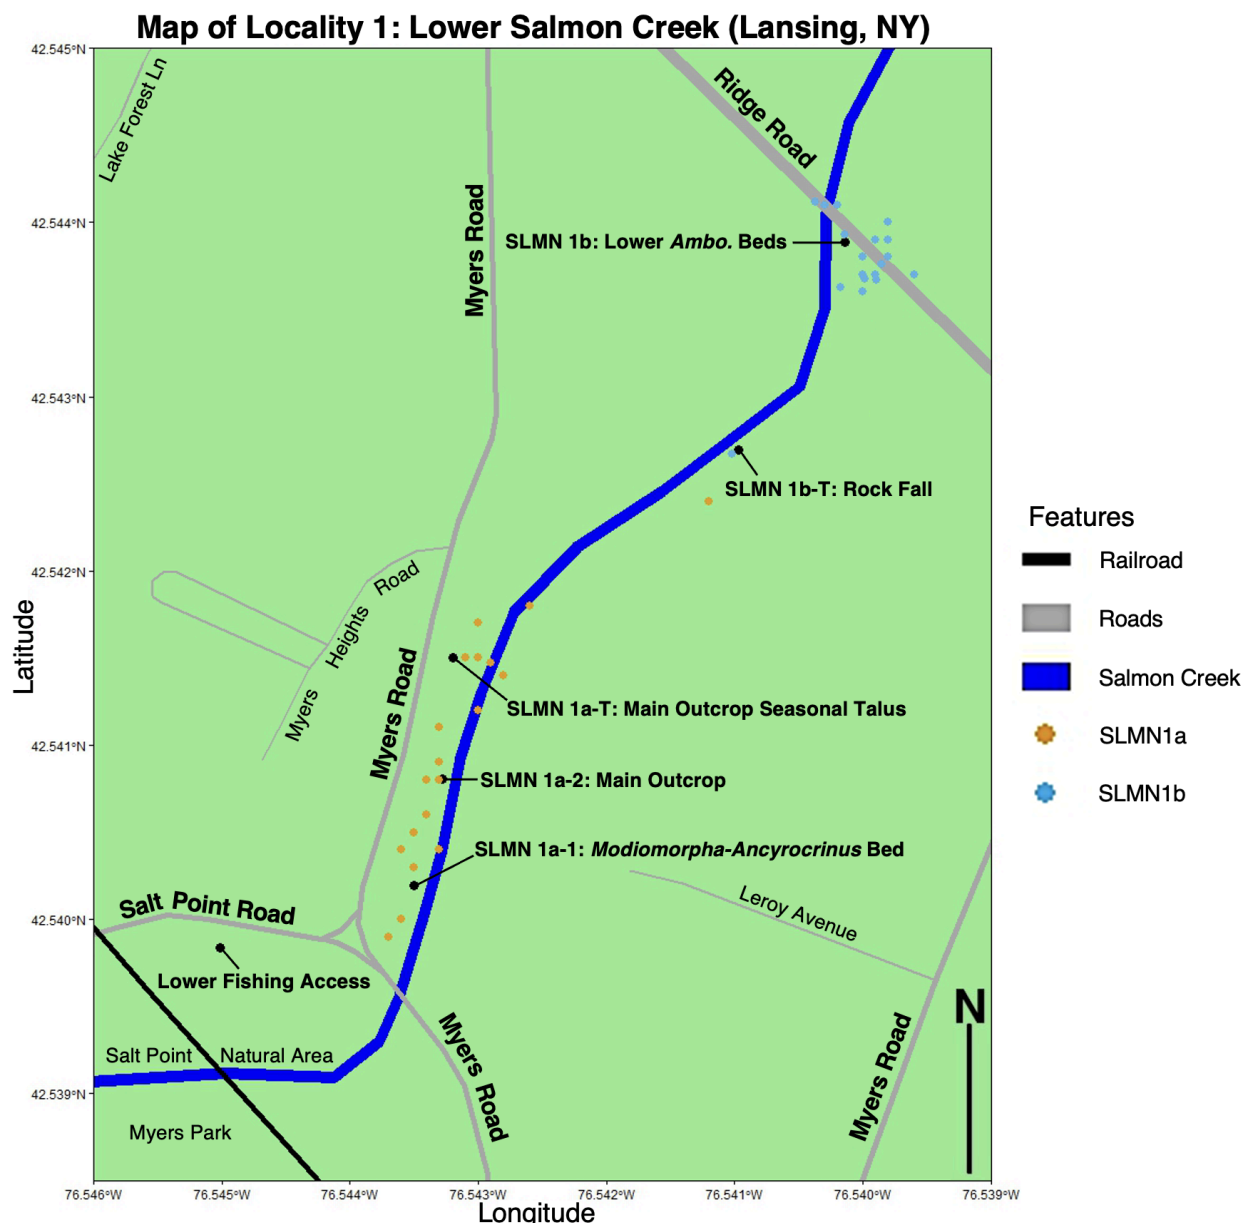 Map of Locality 1: Lower Salmon Creek (Lansing, NY)
42.545°N
42.544°N
42.543°N
42.542°N
42.541°N
42.540°N
42.539°N
Latitude
Lake Forest Ln
Myers Road
Ridge Road
SLMN 1b: Lower Ambo. Beds
SLMN 1b-T: Rock Fall
Myers Heights Road
Myers Road
SLMN 1a-T: Main Outcrop Seasonal Talus
SLMN 1a-2: Main Outcrop
SLMN 1a-1: Modiomorpha-Ancyrocrinus Bed
Salt Point Road
Leroy Avenue
Lower Fishing Access
Salt Point Natural Area
Myers Road
Myers Road
N
Myers Park
76.546°W
76.545°W
76.544°W
76.543°W
76.542°W
76.541°W
76.540°W
76.539°W
Longitude
Features
Railroad
Roads
Salmon Creek
SLMN1a
SLMN1b